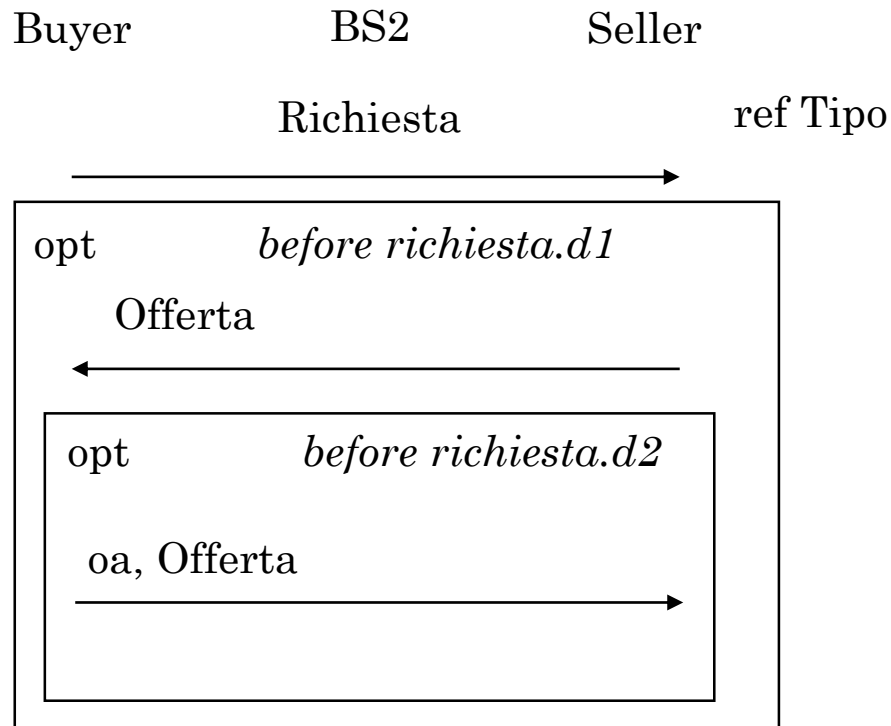 Buyer BS2 Seller
Richiesta ref Tipo
opt before richiesta.d1
Offerta
opt before richiesta.d2
oa, Offerta